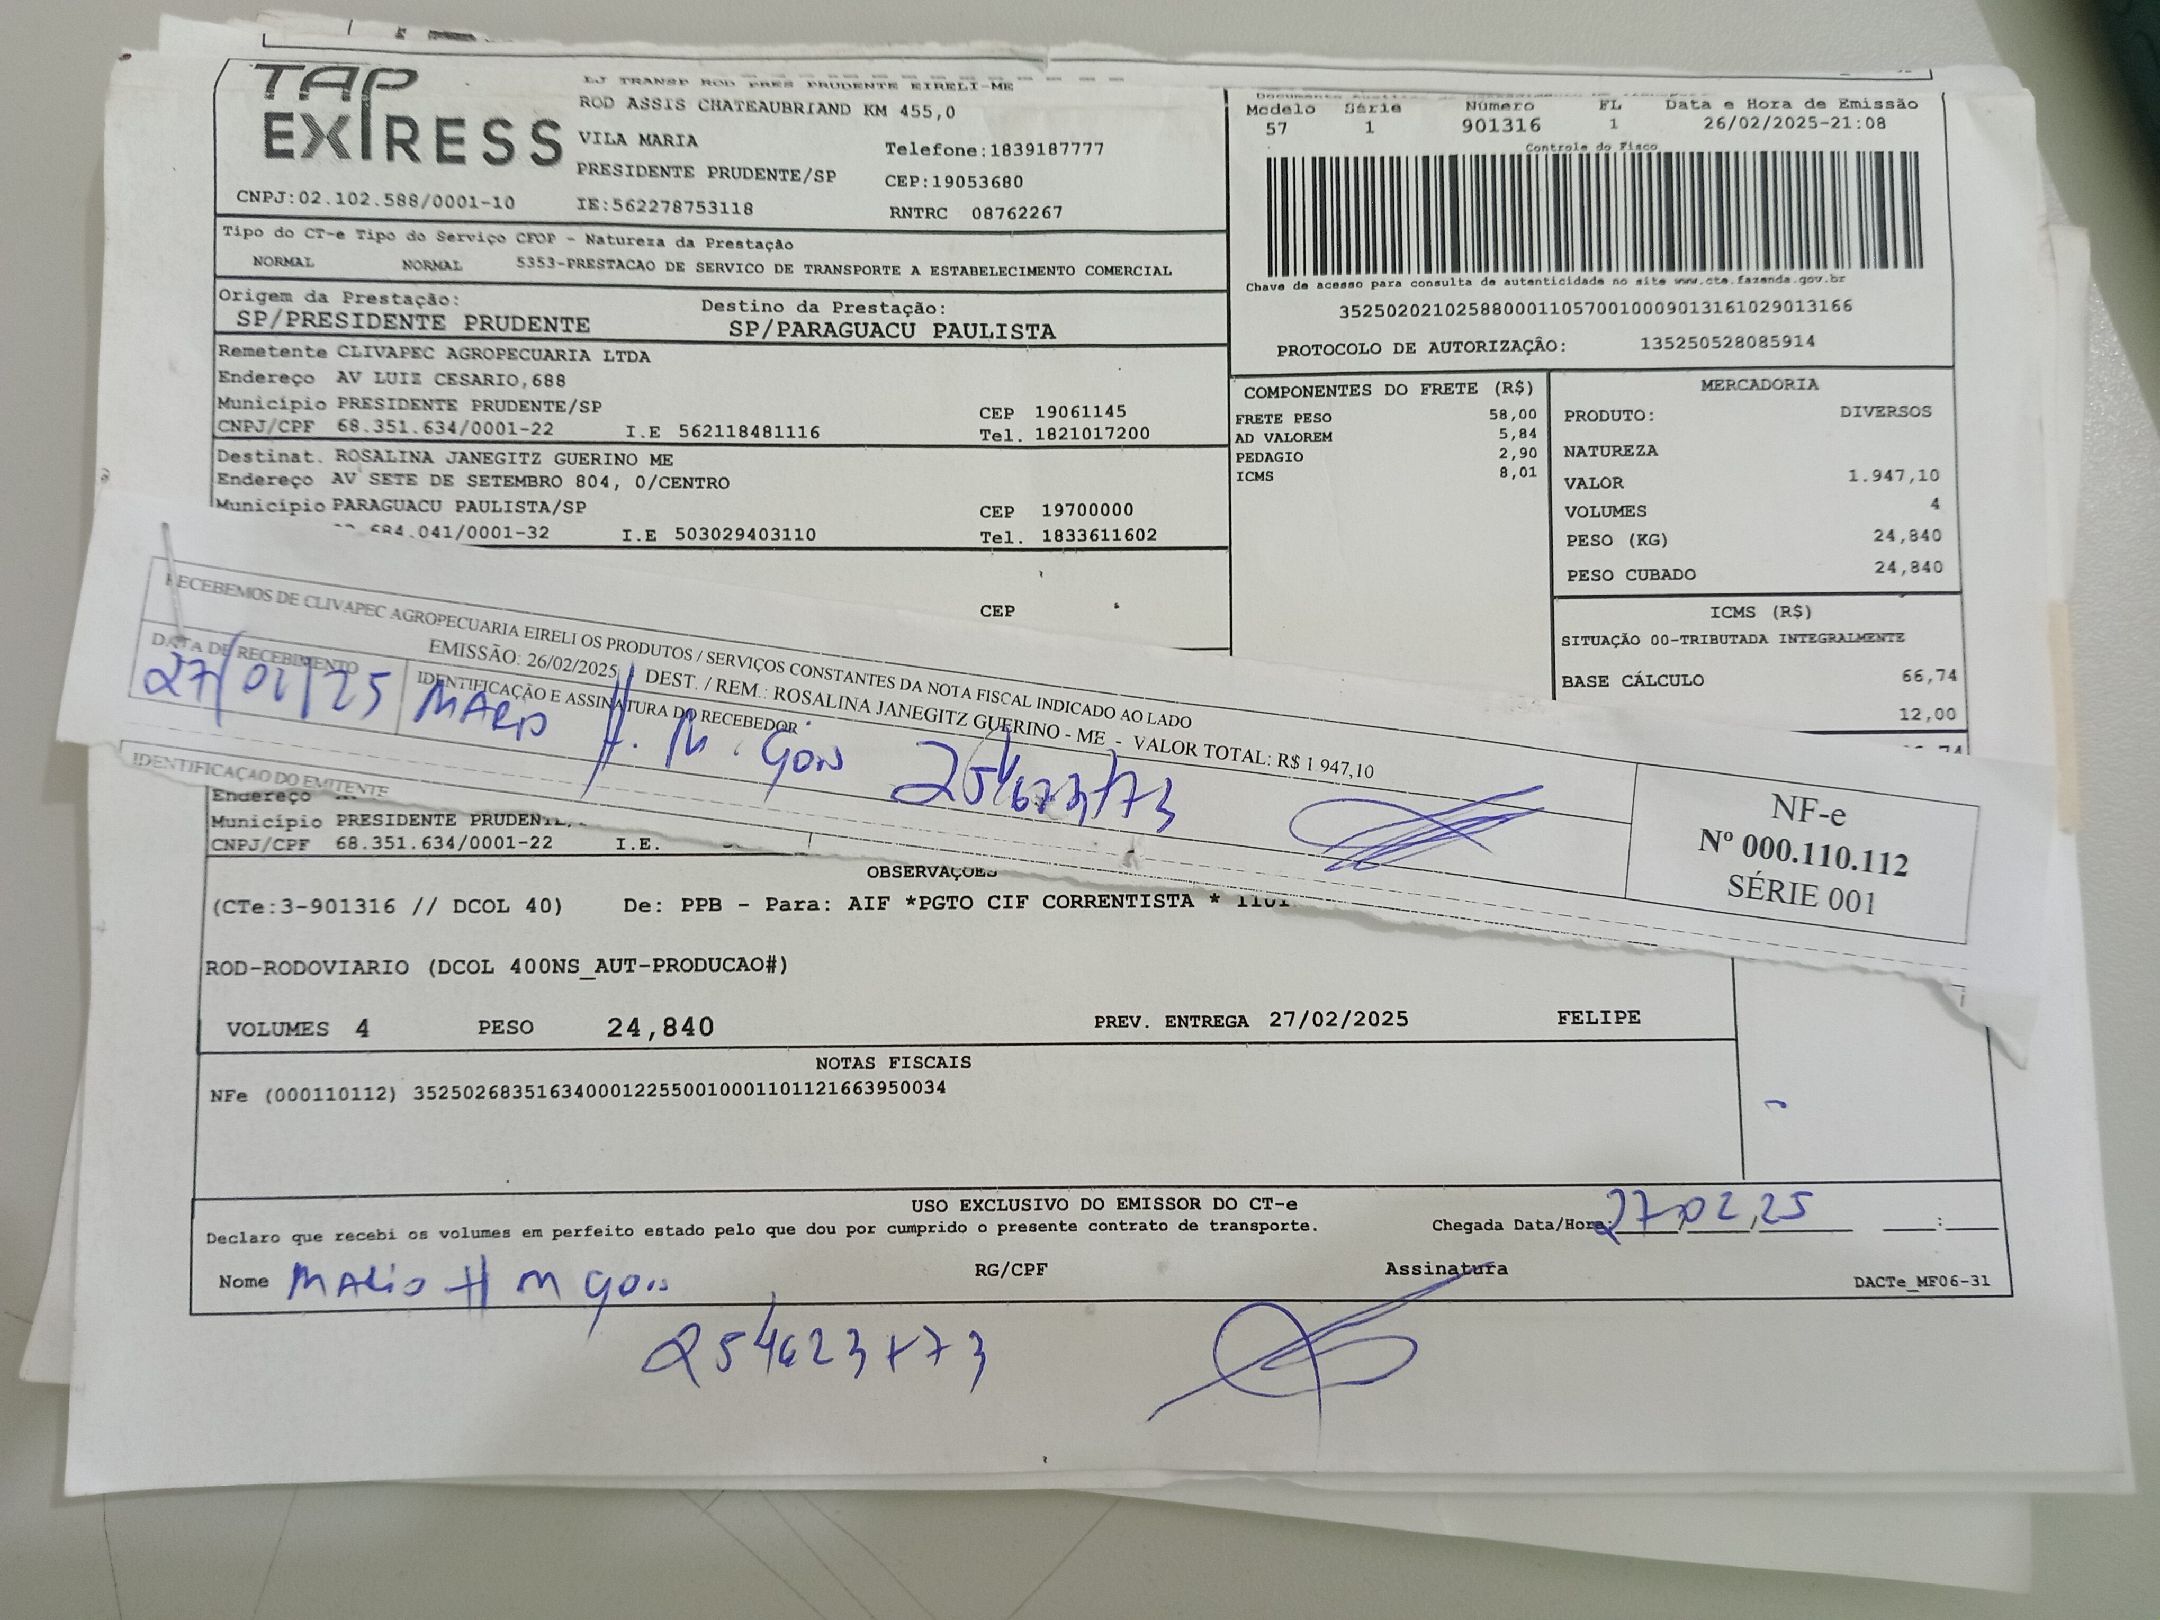 TAP EXPRESS
LJ TRANSP ROD PRES PRUDENTE EIRELI-ME
ROD ASSIS CHATEAUBRIAND KM 455,0
VILA MARIA Telefone:1839187777
PRESIDENTE PRUDENTE/SP CEP:19053680
CNPJ:02.102.588/0001-10 IE:562278753118 RNTRC 08762267
Modelo Série Número FL Data e Hora de Emissão
57 1 901316 1 26/02/2025-21:08
Controle do Fisco
Chave de acesso para consulta de autenticidade no site www.cte.fazenda.gov.br
35250202102588000110570010009013161029013166
PROTOCOLO DE AUTORIZAÇÃO: 135250528085914
Tipo do CT-e Tipo do Serviço CFOP - Natureza da Prestação
NORMAL NORMAL 5353-PRESTACAO DE SERVICO DE TRANSPORTE A ESTABELECIMENTO COMERCIAL
Origem da Prestação: Destino da Prestação:
SP/PRESIDENTE PRUDENTE SP/PARAGUACU PAULISTA
Remetente CLIVAPEC AGROPECUARIA LTDA
Endereço AV LUIZ CESARIO,688
Município PRESIDENTE PRUDENTE/SP CEP 19061145
CNPJ/CPF 68.351.634/0001-22 I.E 562118481116 Tel. 1821017200
Destinat. ROSALINA JANEGITZ GUERINO ME
Endereço AV SETE DE SETEMBRO 804, 0/CENTRO
Município PARAGUACU PAULISTA/SP CEP 19700000
684.041/0001-32 I.E 503029403110 Tel. 1833611602
CEP
COMPONENTES DO FRETE (R$)
FRETE PESO 58,00
AD VALOREM 5,84
PEDAGIO 2,90
ICMS 8,01
MERCADORIA
PRODUTO: DIVERSOS
NATUREZA
VALOR 1.947,10
VOLUMES 4
PESO (KG) 24,840
PESO CUBADO 24,840
ICMS (R$)
SITUAÇÃO 00-TRIBUTADA INTEGRALMENTE
BASE CÁLCULO 66,74
12,00
RECEBEMOS DE CLIVAPEC AGROPECUARIA EIRELI OS PRODUTOS / SERVIÇOS CONSTANTES DA NOTA FISCAL INDICADO AO LADO
EMISSÃO: 26/02/2025 DEST. / REM.: ROSALINA JANEGITZ GUERINO - ME - VALOR TOTAL: R$ 1.947,10
DATA DE RECEBIMENTO IDENTIFICAÇÃO E ASSINATURA DO RECEBEDOR
27/02/25 MARIO H. M. gois
NF-e
Nº 000.110.112
SÉRIE 001
IDENTIFICAÇAO DO EMITENTE
Endereço
Município PRESIDENTE PRUDENTE
CNPJ/CPF 68.351.634/0001-22 I.E.
OBSERVAÇOES
(CTe:3-901316 // DCOL 40) De: PPB - Para: AIF *PGTO CIF CORRENTISTA *
ROD-RODOVIARIO (DCOL 400NS_AUT-PRODUCAO#)
VOLUMES 4 PESO 24,840 PREV. ENTREGA 27/02/2025 FELIPE
NOTAS FISCAIS
NFe (000110112) 35250268351634000122550010001101121663950034
USO EXCLUSIVO DO EMISSOR DO CT-e
Declaro que recebi os volumes em perfeito estado pelo que dou por cumprido o presente contrato de transporte. Chegada Data/Hora: 27,02,25 :
Nome MARIO H M gois RG/CPF Assinatura DACTe_MF06-31